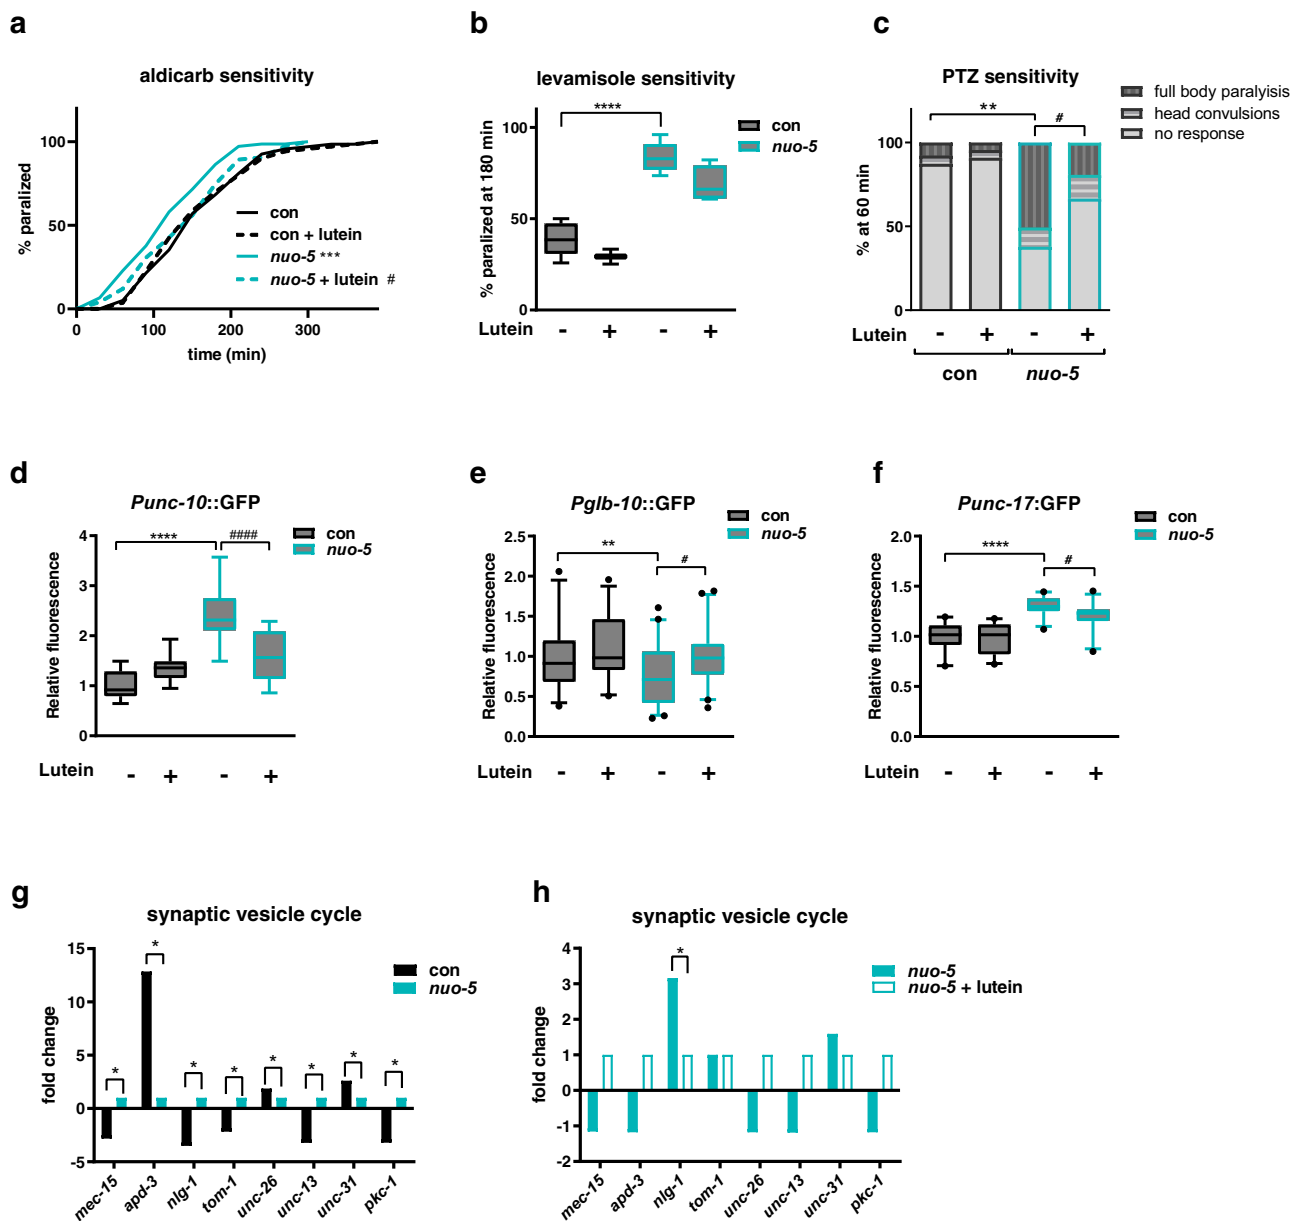 a
aldicarb sensitivity
% paralized
100
50
0
0 100 200 300
time (min)
con
con + lutein
nuo-5 ***
nuo-5 + lutein #
b
levamisole sensitivity
% paralized at 180 min
100
50
0
****
con
nuo-5
Lutein - + - +
c
PTZ sensitivity
% at 60 min
100
50
0
**
#
full body paralyisis
head convulsions
no response
Lutein - + - +
con nuo-5
d
Punc-10::GFP
Relative fluorescence
4
3
2
1
0
**** ####
con
nuo-5
Lutein - + - +
e
Pglb-10::GFP
Relative fluorescence
2.5
2.0
1.5
1.0
0.5
0.0
**
#
con
nuo-5
Lutein - + - +
f
Punc-17:GFP
Relative fluorescence
2.0
1.5
1.0
0.5
0.0
****
#
con
nuo-5
Lutein - + - +
g
synaptic vesicle cycle
fold change
15
10
5
0
-5
* * * * * * * *
con
nuo-5
mec-15 apd-3 nlg-1 tom-1 unc-26 unc-13 unc-31 pkc-1
h
synaptic vesicle cycle
fold change
4
3
2
1
0
-1
-2
*
nuo-5
nuo-5 + lutein
mec-15 apd-3 nlg-1 tom-1 unc-26 unc-13 unc-31 pkc-1